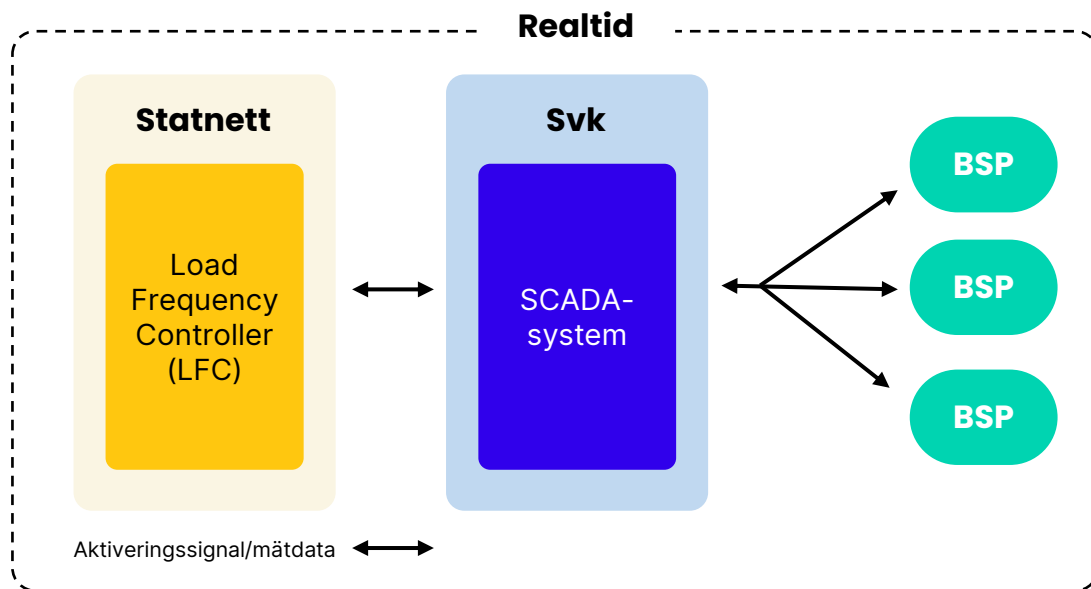 Realtid
Statnett
Load
Frequency
Controller
(LFC)
Svk
SCADA-
system
BSP
BSP
BSP
Aktiveringssignal/mätdata